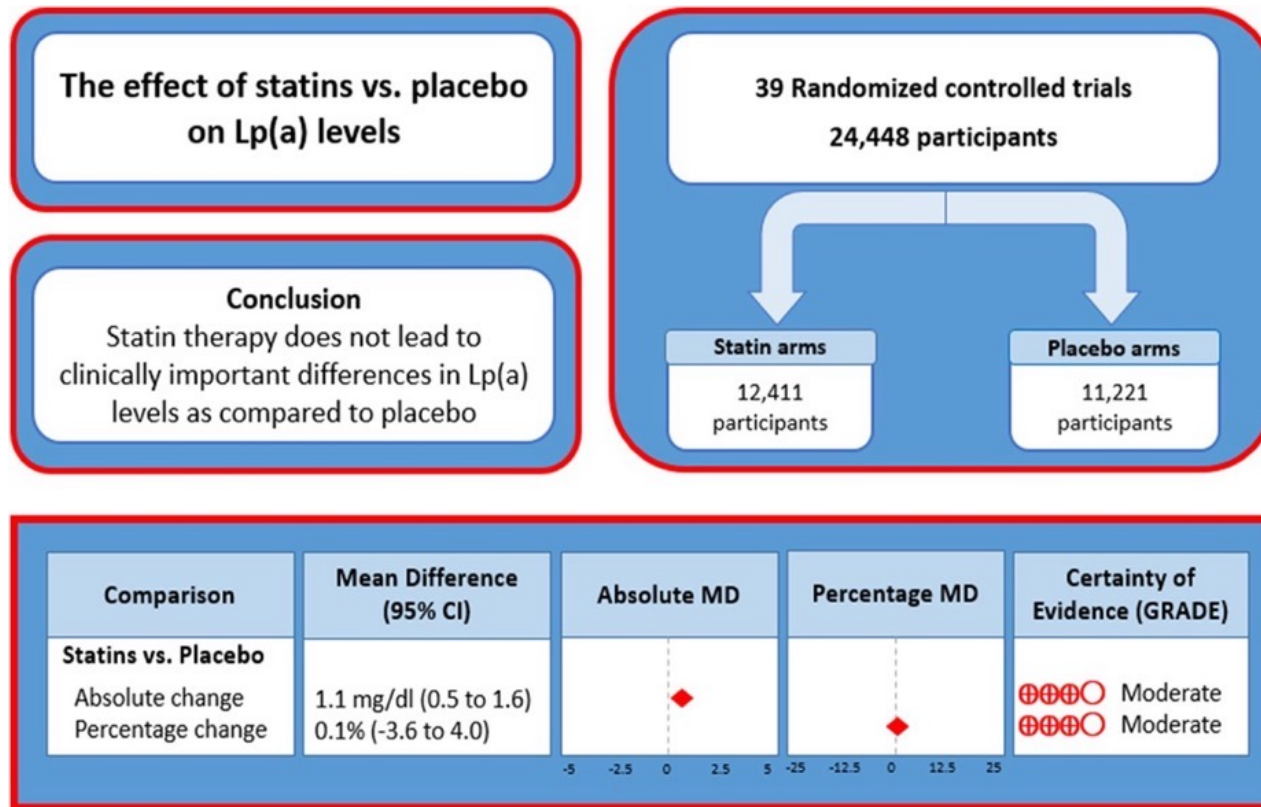 The effect of statins vs. placebo
on Lp(a) levels
Conclusion
Statin therapy does not lead to
clinically important differences in Lp(a)
levels as compared to placebo
39 Randomized controlled trials
24,448 participants
Statin arms
12,411
participants
Placebo arms
11,221
participants
Comparison
Mean Difference
(95% CI)
Absolute MD
Percentage MD
Certainty of
Evidence (GRADE)
Statins vs. Placebo
Absolute change
1.1 mg/dl (0.5 to 1.6)
Moderate
Percentage change
0.1% (-3.6 to 4.0)
Moderate
-5 -2.5 0 2.5 5
-25 -12.5 0 12.5 25